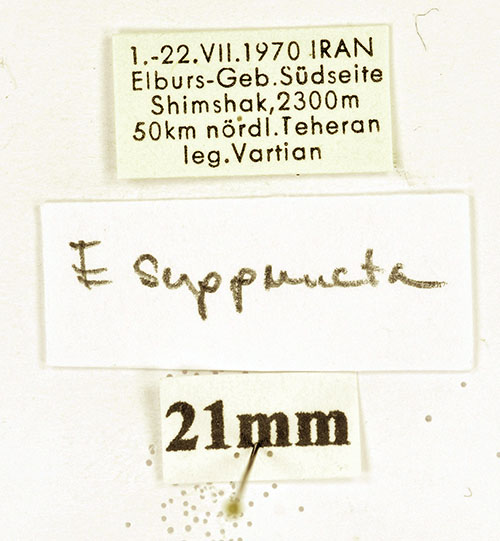 1.-22.VII.1970 IRAN
Elburs-Geb.Südseite
Shimshak,2300m
50km nördl.Teheran
leg.Vartian
E suppuncta
21mm